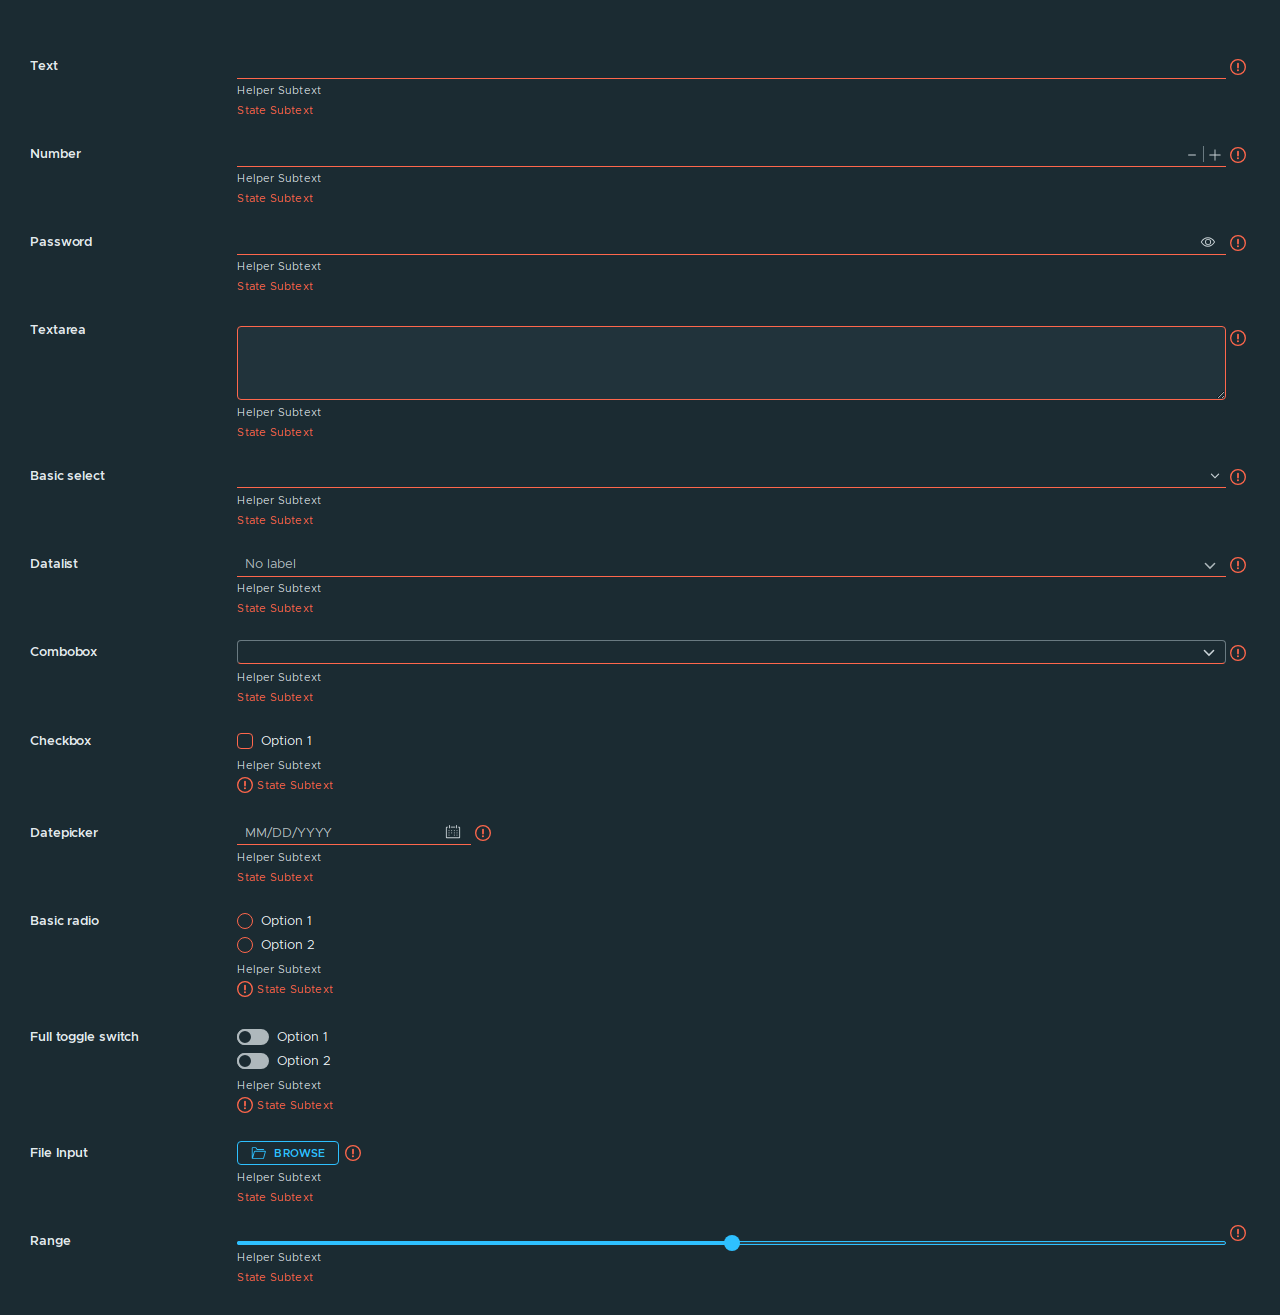 Text
Helper Subtext
State Subtext
Number
Helper Subtext
State Subtext
Password
Helper Subtext
State Subtext
Textarea
Helper Subtext
State Subtext
Basic select
Helper Subtext
State Subtext
Datalist No label
Helper Subtext
State Subtext
Combobox
Helper Subtext
State Subtext
Checkbox Option 1
Helper Subtext
State Subtext
Datepicker MM/DD/YYYY
Helper Subtext
State Subtext
Basic radio Option 1
Option 2
Helper Subtext
State Subtext
Full toggle switch Option 1
Option 2
Helper Subtext
State Subtext
File Input BROWSE
Helper Subtext
State Subtext
Range
Helper Subtext
State Subtext